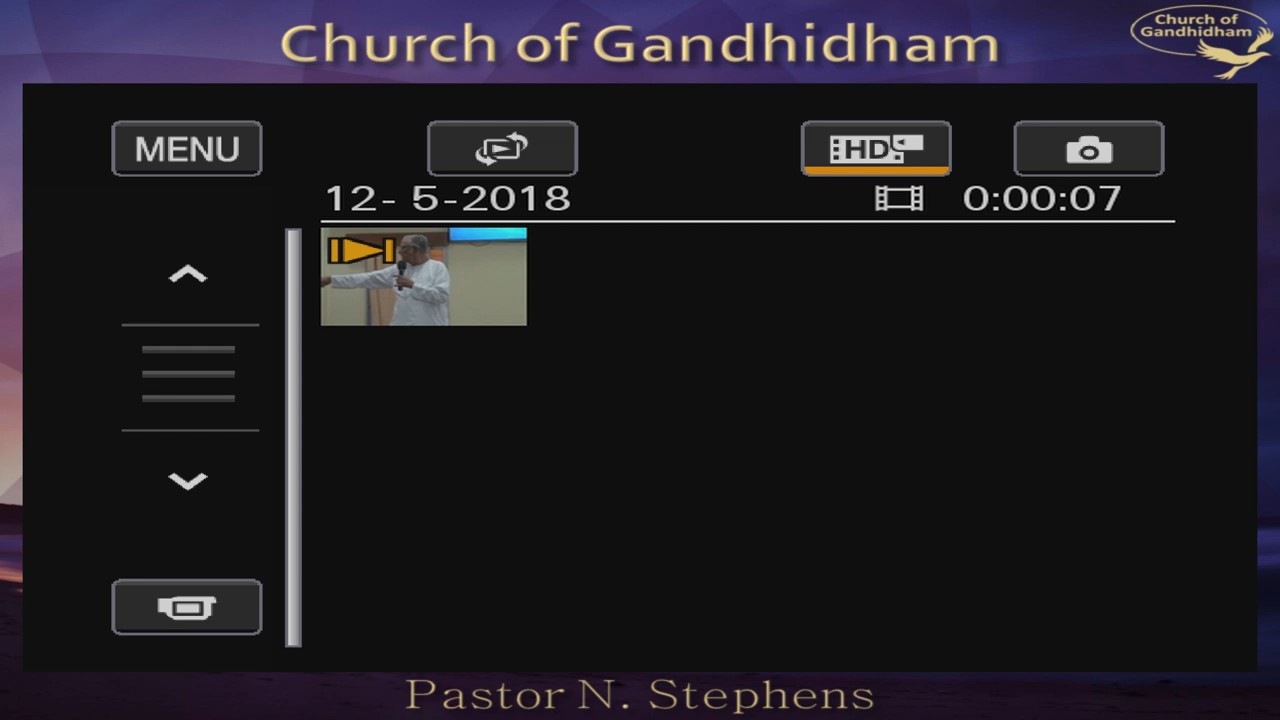 Church of Gandhidham
Church of
Gandhidham
MENU
HD
12- 5-2018
0:00:07
Pastor N. Stephens